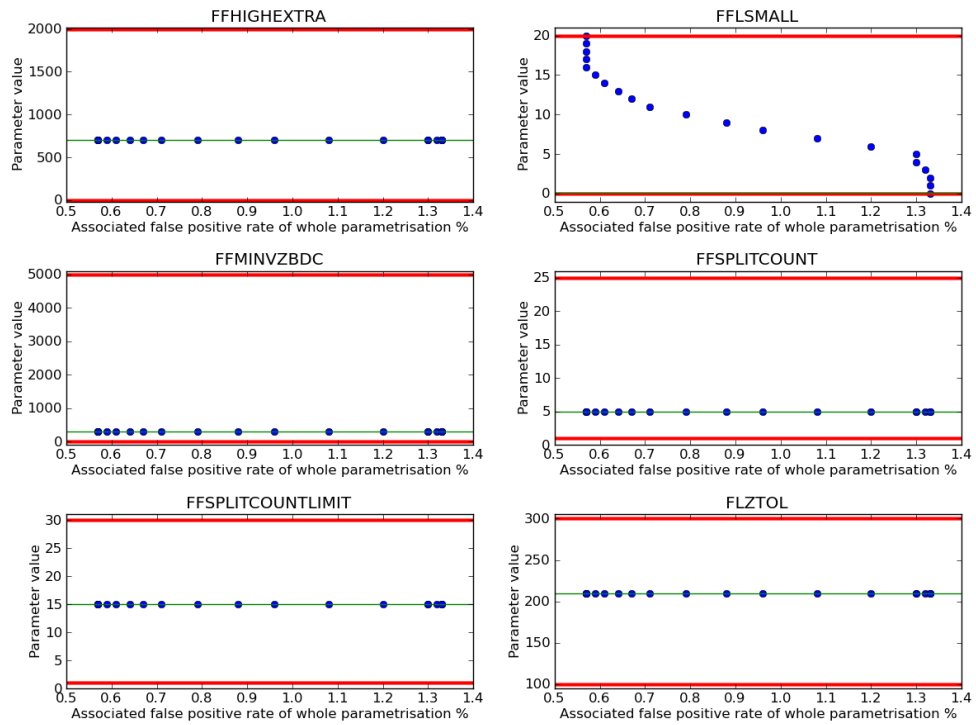 FFHIGHEXTRA
Parameter value
2000
1500
1000
500
0
0.5 0.6 0.7 0.8 0.9 1.0 1.1 1.2 1.3 1.4
Associated false positive rate of whole parametrisation %
FFLSMALL
Parameter value
20
15
10
5
0
0.5 0.6 0.7 0.8 0.9 1.0 1.1 1.2 1.3 1.4
Associated false positive rate of whole parametrisation %
FFMINVZBDC
Parameter value
5000
4000
3000
2000
1000
0
0.5 0.6 0.7 0.8 0.9 1.0 1.1 1.2 1.3 1.4
Associated false positive rate of whole parametrisation %
FFSPLITCOUNT
Parameter value
25
20
15
10
5
0
0.5 0.6 0.7 0.8 0.9 1.0 1.1 1.2 1.3 1.4
Associated false positive rate of whole parametrisation %
FFSPLITCOUNTLIMIT
Parameter value
30
25
20
15
10
5
0
0.5 0.6 0.7 0.8 0.9 1.0 1.1 1.2 1.3 1.4
Associated false positive rate of whole parametrisation %
FLZTOL
Parameter value
300
250
200
150
100
0.5 0.6 0.7 0.8 0.9 1.0 1.1 1.2 1.3 1.4
Associated false positive rate of whole parametrisation %